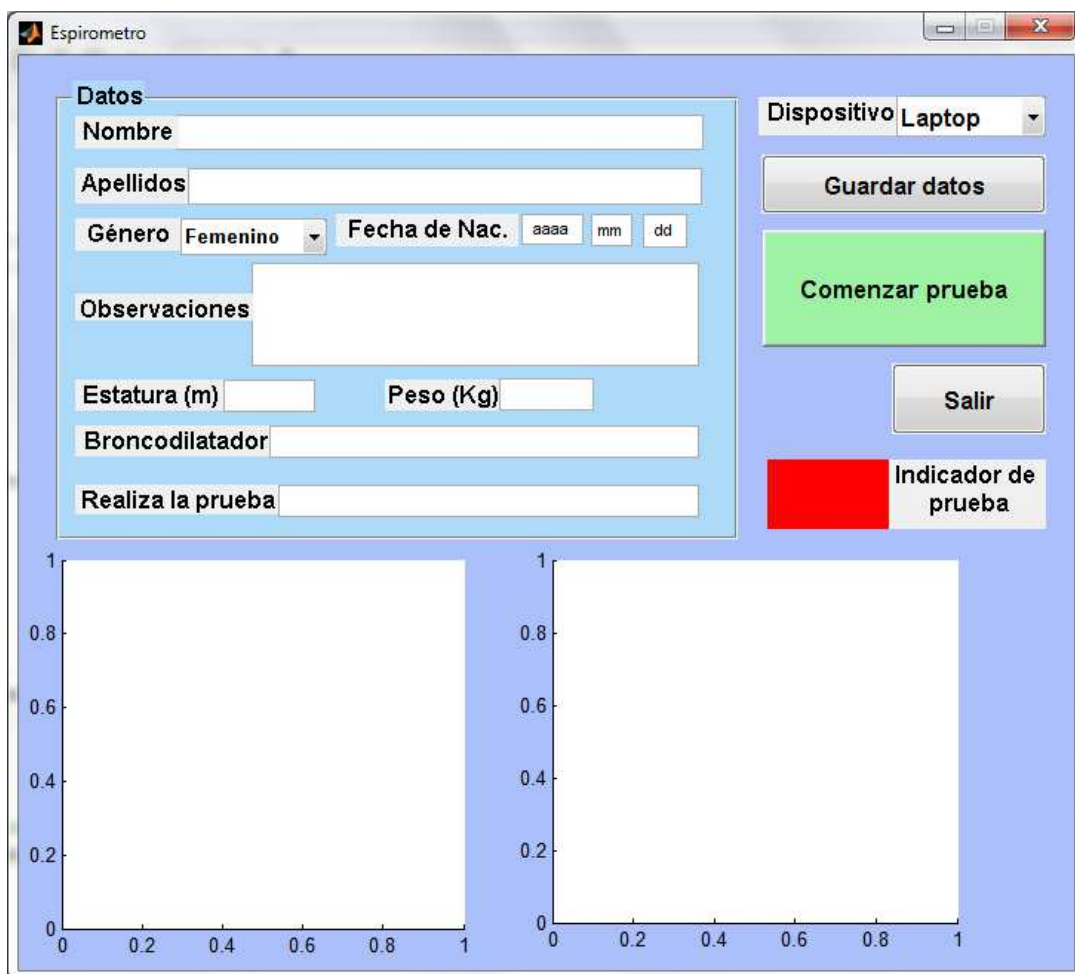 Espirometro
Datos
Nombre
Apellidos
Género Femenino Fecha de Nac. aaaa mm dd
Observaciones
Estatura (m) Peso (Kg)
Broncodilatador
Realiza la prueba
Dispositivo Laptop
Guardar datos
Comenzar prueba
Salir
Indicador de
prueba
1
0.8
0.6
0.4
0.2
0
0 0.2 0.4 0.6 0.8 1
1
0.8
0.6
0.4
0.2
0
0 0.2 0.4 0.6 0.8 1